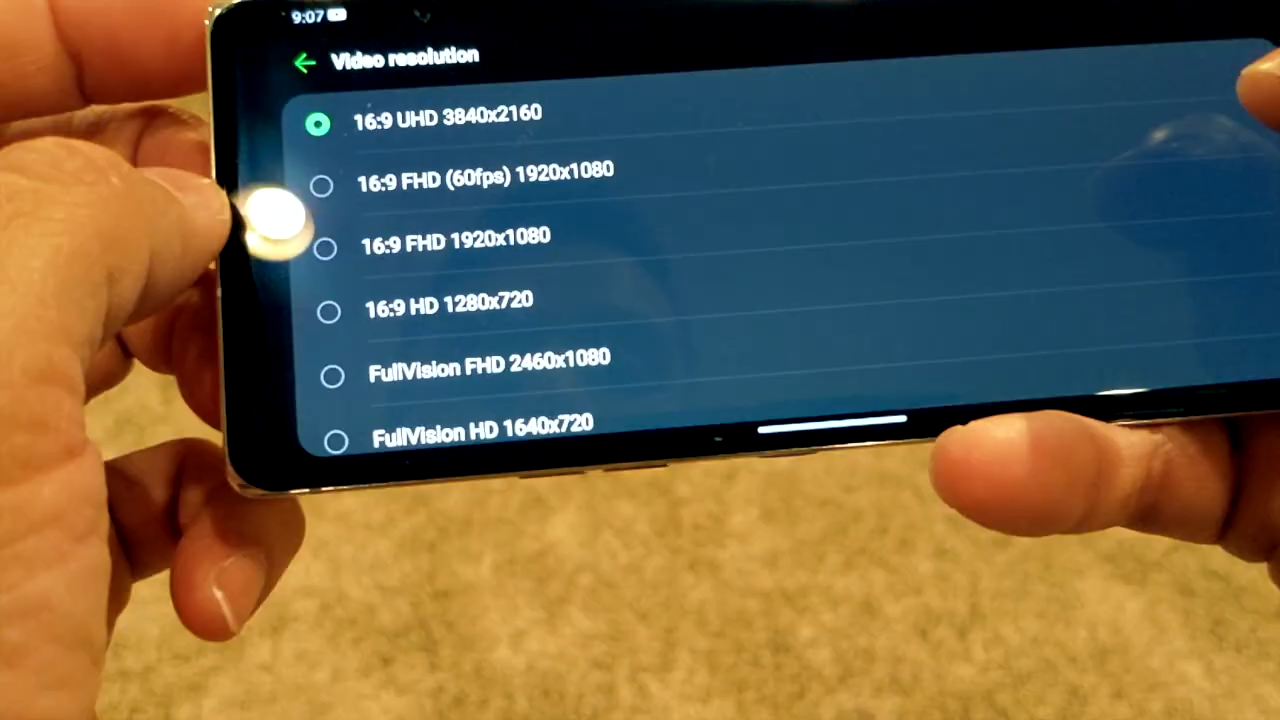 9:07
Video resolution
16:9 UHD 3840x2160
16:9 FHD (60fps) 1920x1080
16:9 FHD 1920x1080
16:9 HD 1280x720
FullVision FHD 2460x1080
FullVision HD 1640x720